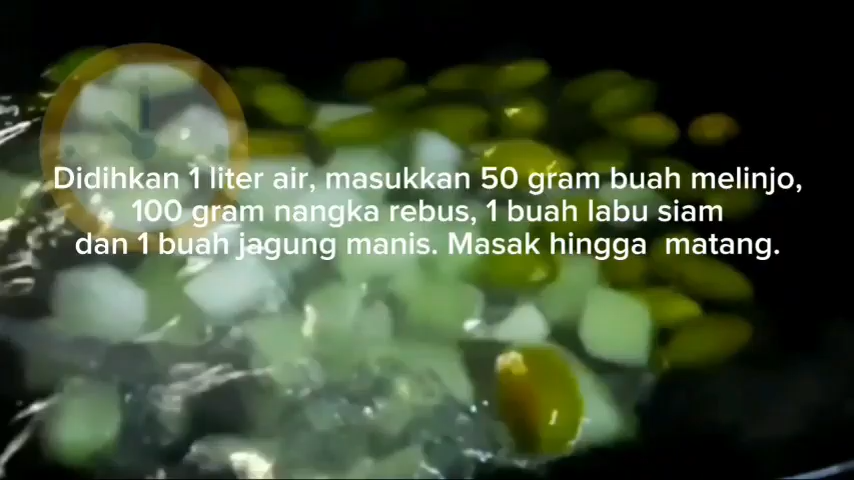 Didihkan 1 liter air, masukkan 50 gram buah melinjo,
100 gram nangka rebus, 1 buah labu siam
dan 1 buah jagung manis. Masak hingga  matang.